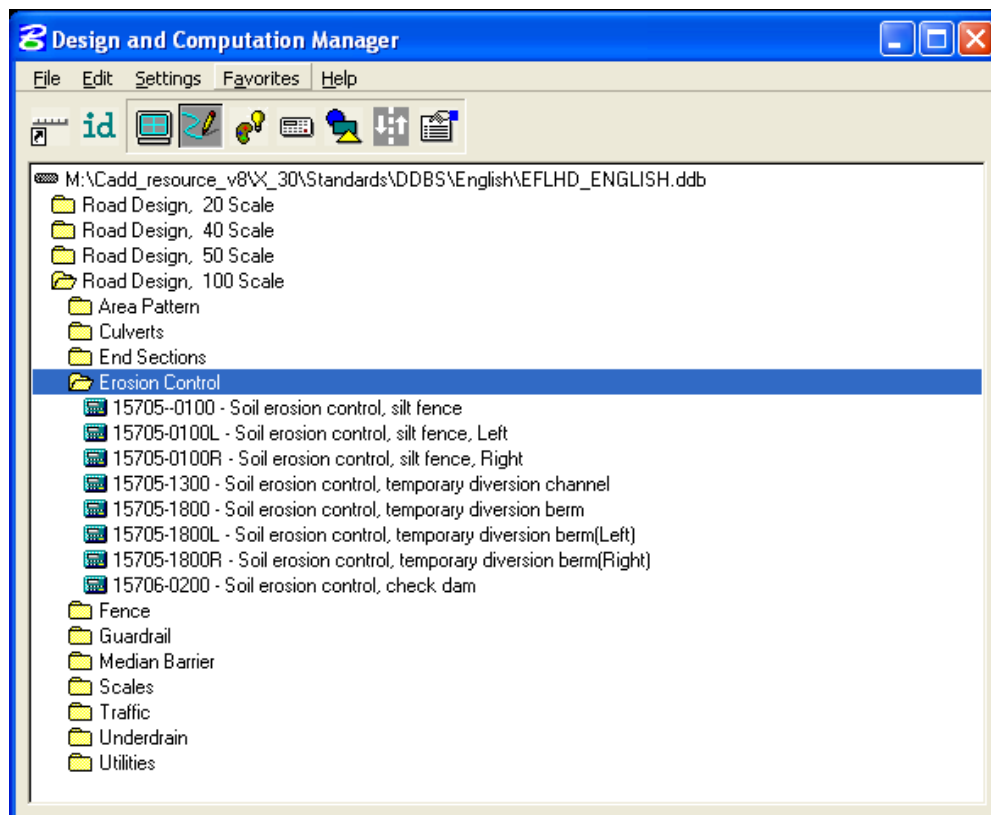 Design and Computation Manager
File Edit Settings Favorites Help
id
M:\Cadd_resource_v8\X_30\Standards\DDBS\English\EFLHD_ENGLISH.ddb
Road Design, 20 Scale
Road Design, 40 Scale
Road Design, 50 Scale
Road Design, 100 Scale
Area Pattern
Culverts
End Sections
Erosion Control
15705--0100 - Soil erosion control, silt fence
15705-0100L - Soil erosion control, silt fence, Left
15705-0100R - Soil erosion control, silt fence, Right
15705-1300 - Soil erosion control, temporary diversion channel
15705-1800 - Soil erosion control, temporary diversion berm
15705-1800L - Soil erosion control, temporary diversion berm(Left)
15705-1800R - Soil erosion control, temporary diversion berm(Right)
15706-0200 - Soil erosion control, check dam
Fence
Guardrail
Median Barrier
Scales
Traffic
Underdrain
Utilities